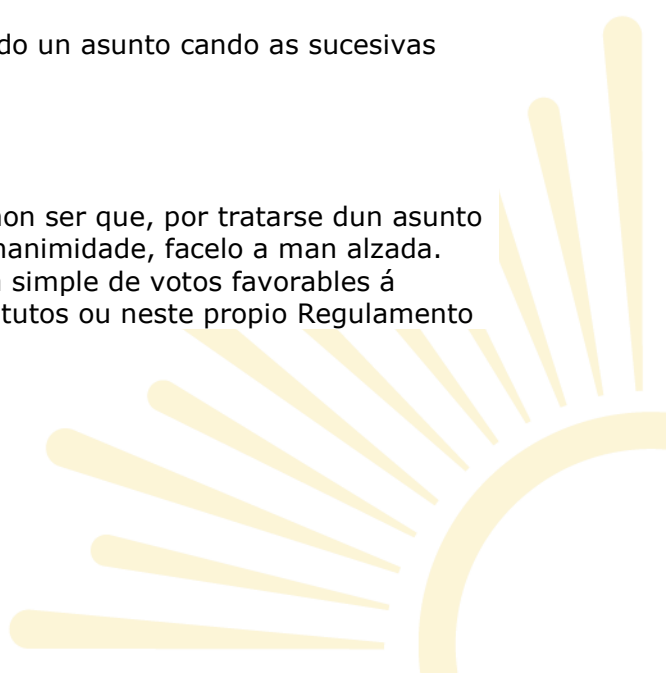 do un asunto cando as sucesivas
on ser que, por tratarse dun asunto
nanimidade, facelo a man alzada.
simple de votos favorables á
tutos ou neste propio Regulamento